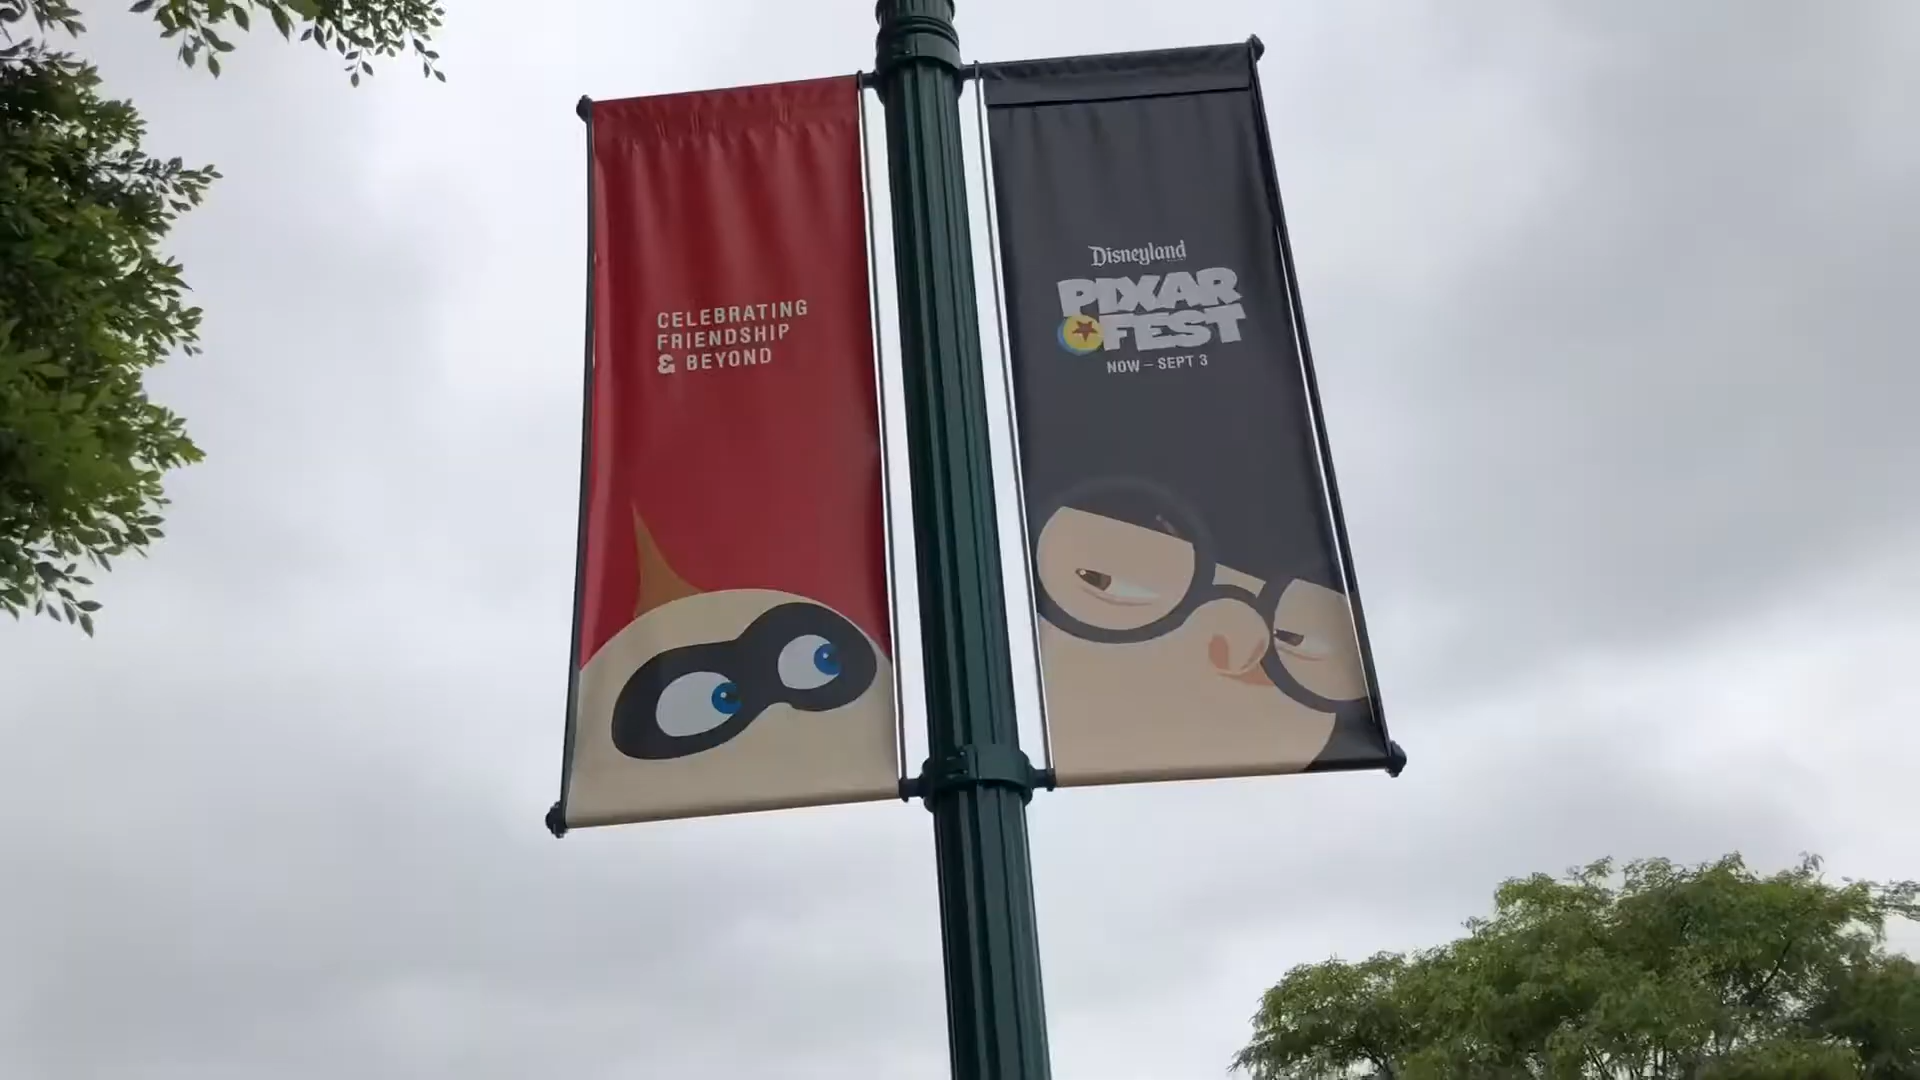 CELEBRATING
FRIENDSHIP
& BEYOND
Disneyland
PIXAR
FEST
NOW – SEPT 3